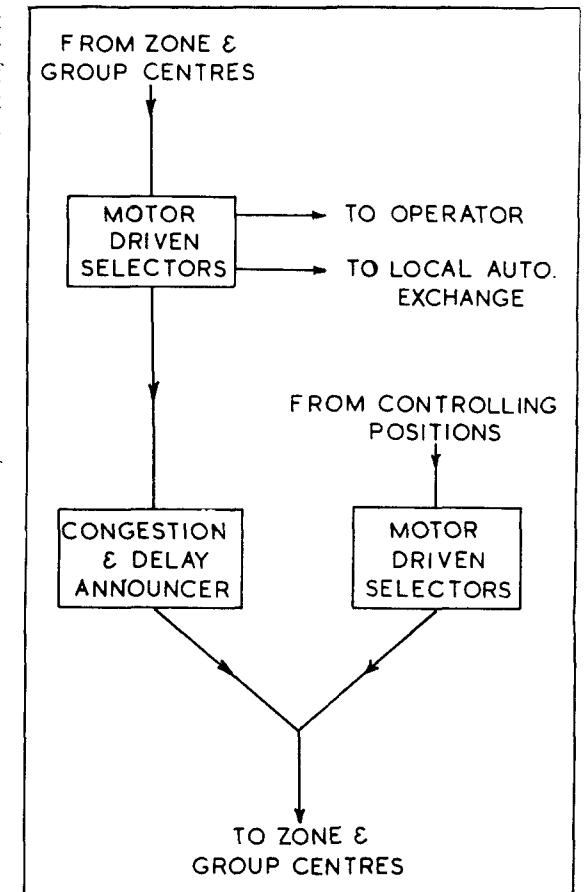 FROM ZONE &
GROUP CENTRES
MOTOR
DRIVEN
SELECTORS
TO OPERATOR
TO LOCAL AUTO.
EXCHANGE
FROM CONTROLLING
POSITIONS
CONGESTION
& DELAY
ANNOUNCER
MOTOR
DRIVEN
SELECTORS
TO ZONE &
GROUP CENTRES